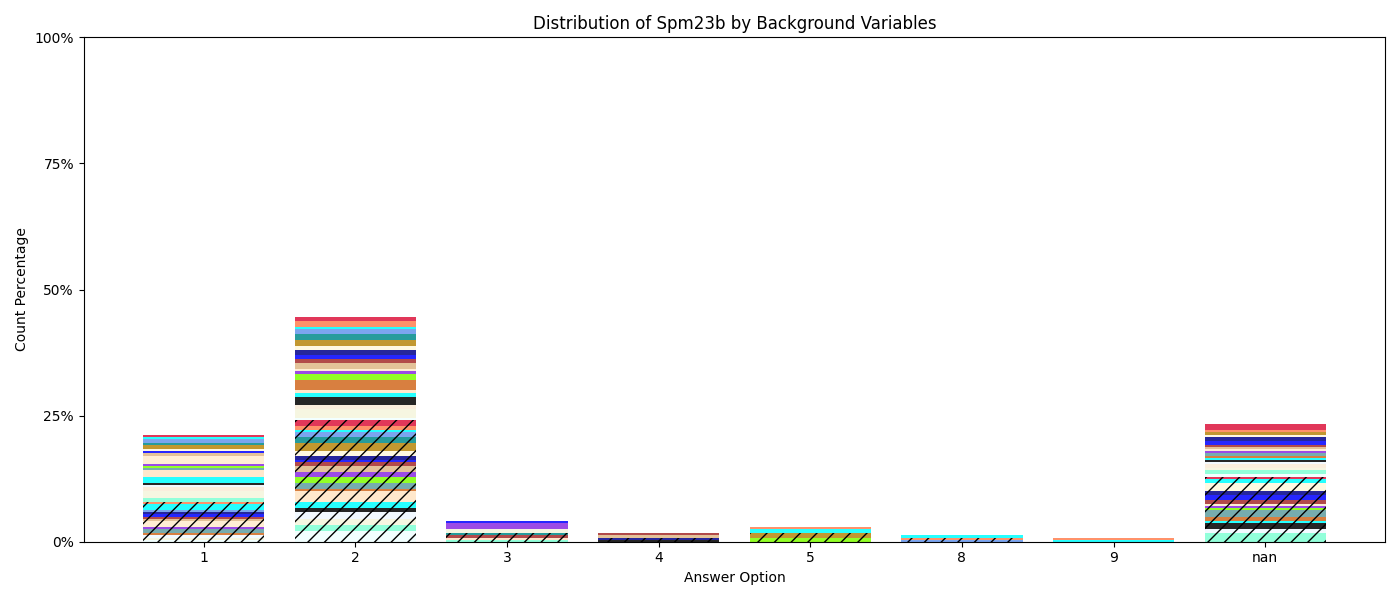 Distribution of Spm23b by Background Variables
100%
75%
50%
25%
0%
Count Percentage
1 2 3 4 5 8 9 nan
Answer Option